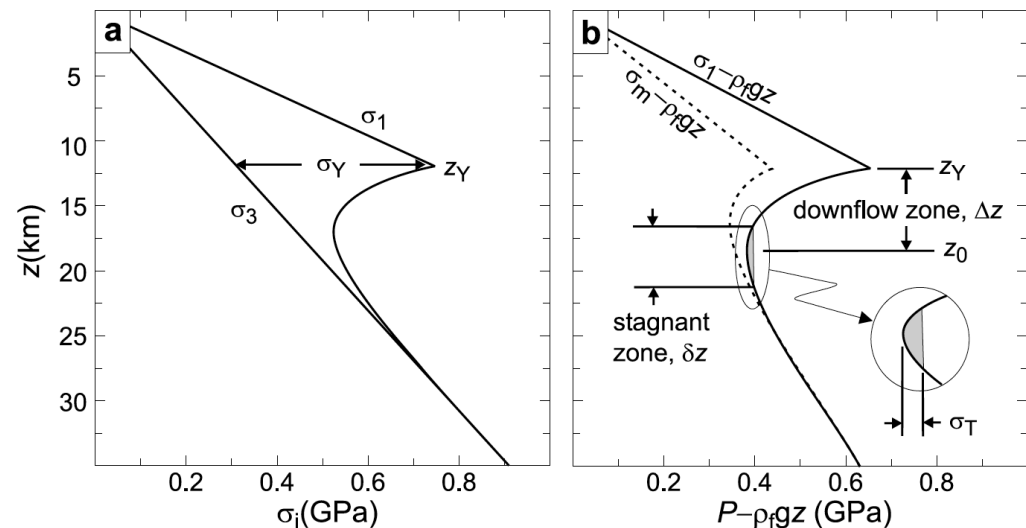 a
5
10
15
20
25
30
z(km)
σ1
σY
zY
σ3
0.2
0.4
0.6
0.8
σi(GPa)
b
σ1−ρfgz
σm−ρfgz
zY
downflow zone, Δz
z0
stagnant
zone, δz
σT
0.2
0.4
0.6
0.8
P−ρfgz (GPa)